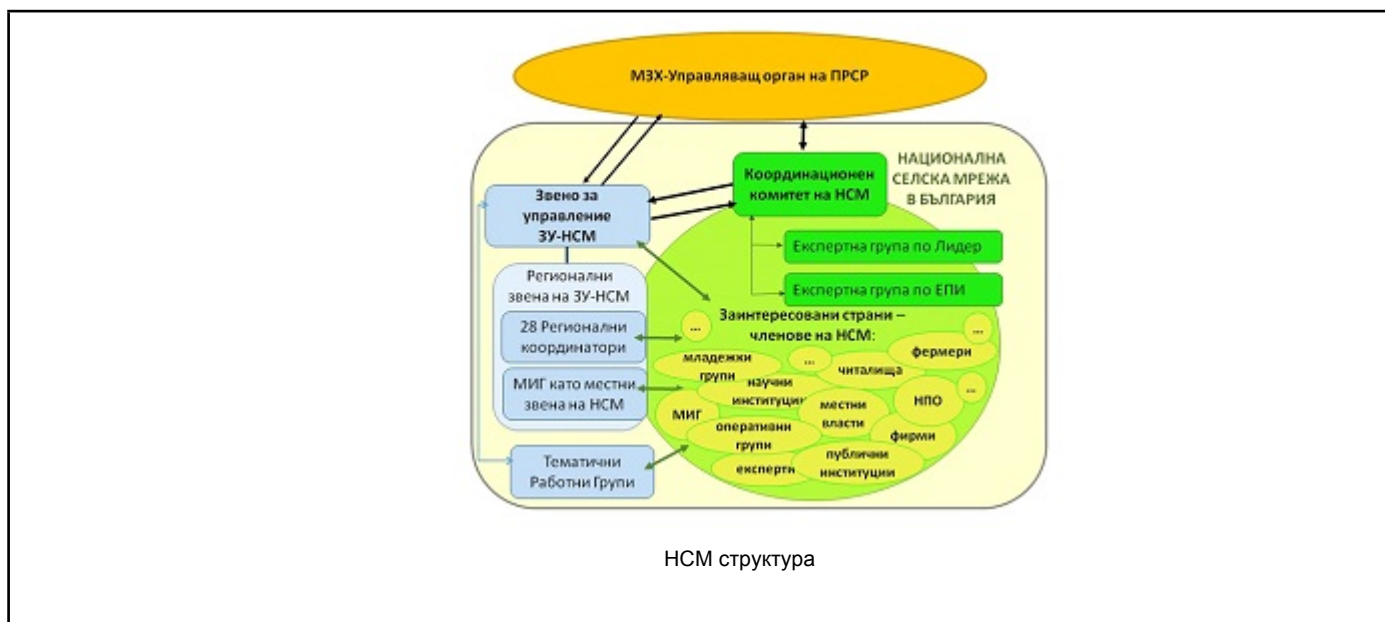 МЗХ-Управляващ орган на ПРСР
НАЦИОНАЛНА
СЕЛСКА МРЕЖА
В БЪЛГАРИЯ
Координационен
комитет на НСМ
Звено за
управление
ЗУ-НСМ
Експертна група по Лидер
Експертна група по ЕПИ
Регионални
звена на ЗУ-НСМ
28 Регионални
координатори
МИГ като местни
звена на НСМ
Тематични
Работни Групи
Заинтересовани страни –
членове на НСМ:
...
...
...
...
фермери
младежки
групи
читалища
научни
институции
НПО
МИГ
местни
власти
оперативни
групи
фирми
експерти
публични
институции
НСМ структура